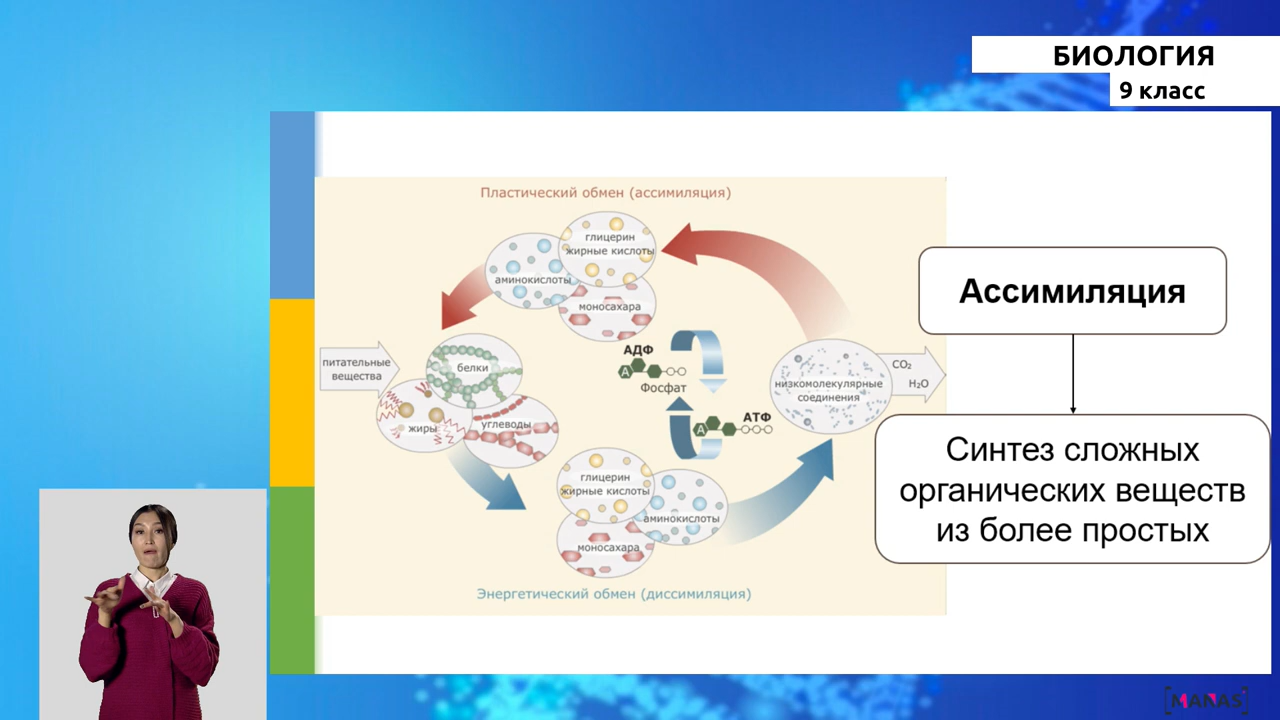 БИОЛОГИЯ
9 класс
Пластический обмен (ассимиляция)
глицерин
жирные кислоты
аминокислоты
моносахара
питательные
вещества
белки
жиры
углеводы
АДФ
А
Фосфат
А
АТФ
низкомолекулярные
соединения
CO₂
H₂O
глицерин
жирные кислоты
аминокислоты
моносахара
Энергетический обмен (диссимиляция)
Ассимиляция
Синтез сложных
органических веществ
из более простых
[MANAS]